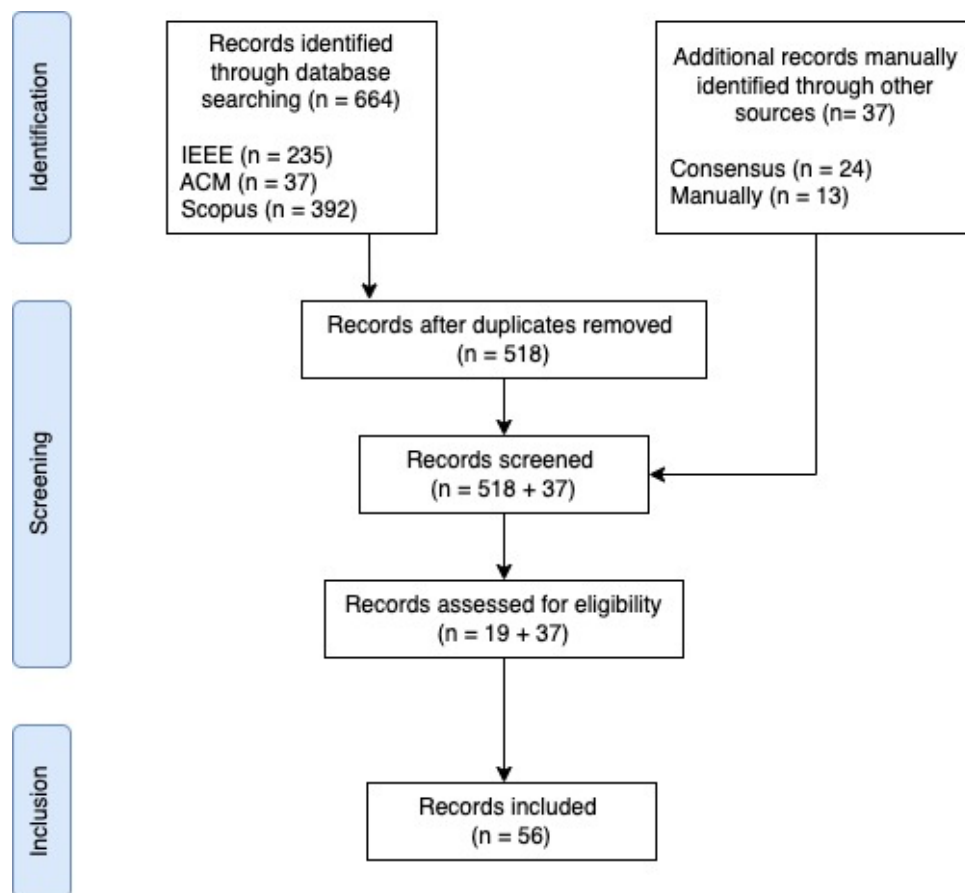 Identification
Records identified
through database
searching (n = 664)
IEEE (n = 235)
ACM (n = 37)
Scopus (n = 392)
Additional records manually
identified through other
sources (n= 37)
Consensus (n = 24)
Manually (n = 13)
Screening
Records after duplicates removed
(n = 518)
Records screened
(n = 518 + 37)
Records assessed for eligibility
(n = 19 + 37)
Inclusion
Records included
(n = 56)